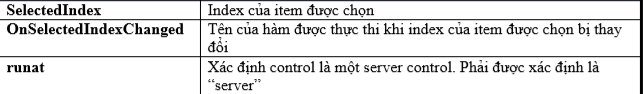 SelectedIndex Index của item được chọn
OnSelectedIndexChanged Tên của hàm được thực thi khi index của item được chọn bị thay
đổi
runat Xác định control là một server control. Phải được xác định là
“server”